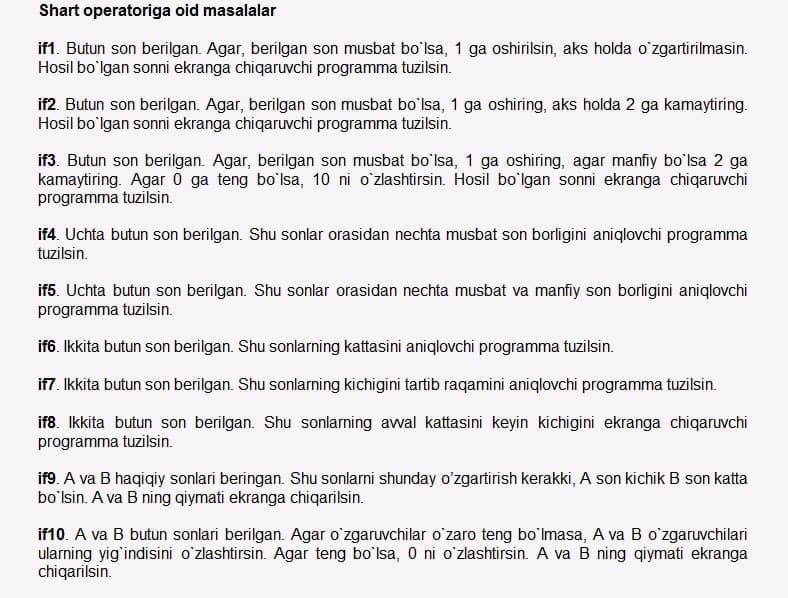 Shart operatoriga oid masalalar
if1. Butun son berilgan. Agar, berilgan son musbat bo`lsa, 1 ga oshirilsin, aks holda o`zgartirilmasin.
Hosil bo`lgan sonni ekranga chiqaruvchi programma tuzilsin.
if2. Butun son berilgan. Agar, berilgan son musbat bo`lsa, 1 ga oshiring, aks holda 2 ga kamaytiring.
Hosil bo`lgan sonni ekranga chiqaruvchi programma tuzilsin.
if3. Butun son berilgan. Agar, berilgan son musbat bo`lsa, 1 ga oshiring, agar manfiy bo`lsa 2 ga
kamaytiring. Agar 0 ga teng bo`lsa, 10 ni o`zlashtirsin. Hosil bo`lgan sonni ekranga chiqaruvchi
programma tuzilsin.
if4. Uchta butun son berilgan. Shu sonlar orasidan nechta musbat son borligini aniqlovchi programma
tuzilsin.
if5. Uchta butun son berilgan. Shu sonlar orasidan nechta musbat va manfiy son borligini aniqlovchi
programma tuzilsin.
if6. Ikkita butun son berilgan. Shu sonlarning kattasini aniqlovchi programma tuzilsin.
if7. Ikkita butun son berilgan. Shu sonlarning kichigini tartib raqamini aniqlovchi programma tuzilsin.
if8. Ikkita butun son berilgan. Shu sonlarning avval kattasini keyin kichigini ekranga chiqaruvchi
programma tuzilsin.
if9. A va B haqiqiy sonlari beringan. Shu sonlarni shunday o’zgartirish kerakki, A son kichik B son katta
bo`lsin. A va B ning qiymati ekranga chiqarilsin.
if10. A va B butun sonlari berilgan. Agar o`zgaruvchilar o`zaro teng bo`lmasa, A va B o`zgaruvchilari
ularning yig`indisini o`zlashtirsin. Agar teng bo`lsa, 0 ni o`zlashtirsin. A va B ning qiymati ekranga
chiqarilsin.